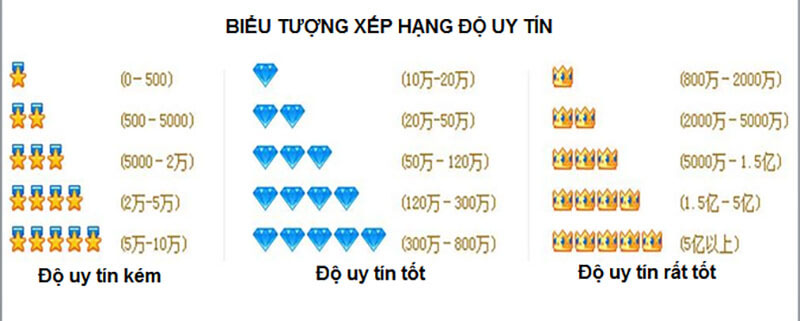 BIỂU TƯỢNG XẾP HẠNG ĐỘ UY TÍN
(0-500) (10万-20万) (800万-2000万)
(500-5000) (20万-50万) (2000万-5000万)
(5000-2万) (50万-120万) (5000万-1.5亿)
(2万-5万) (120万-300万) (1.5亿-5亿)
(5万-10万) (300万-800万) (5亿以上)
Độ uy tín kém Độ uy tín tốt Độ uy tín rất tốt